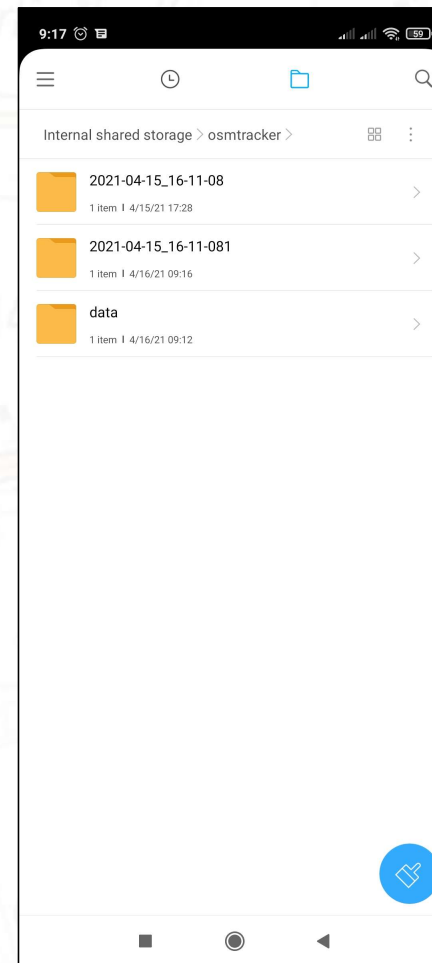 9:17
59
Internal shared storage > osmtracker >
2021-04-15_16-11-08
1 item I 4/15/21 17:28
2021-04-15_16-11-081
1 item I 4/16/21 09:16
data
1 item I 4/16/21 09:12